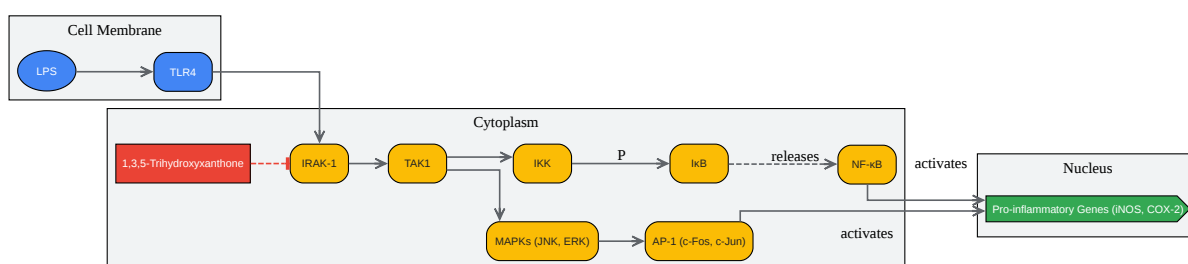 Cell Membrane
LPS
TLR4
Cytoplasm
1,3,5-Trihydroxyxanthone
IRAK-1
TAK1
IKK
P
IκB
releases
NF-κB
activates
Nucleus
Pro-inflammatory Genes (iNOS, COX-2)
MAPKs (JNK, ERK)
AP-1 (c-Fos, c-Jun)
activates